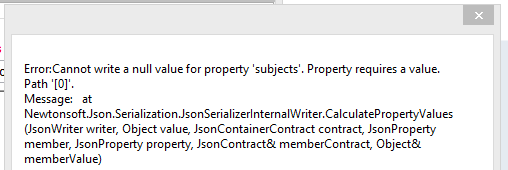 Error:Cannot write a null value for property 'subjects'. Property requires a value.
Path '[0]'.
Message:   at
Newtonsoft.Json.Serialization.JsonSerializerInternalWriter.CalculatePropertyValues
(JsonWriter writer, Object value, JsonContainerContract contract, JsonProperty
member, JsonProperty property, JsonContract& memberContract, Object&
memberValue)